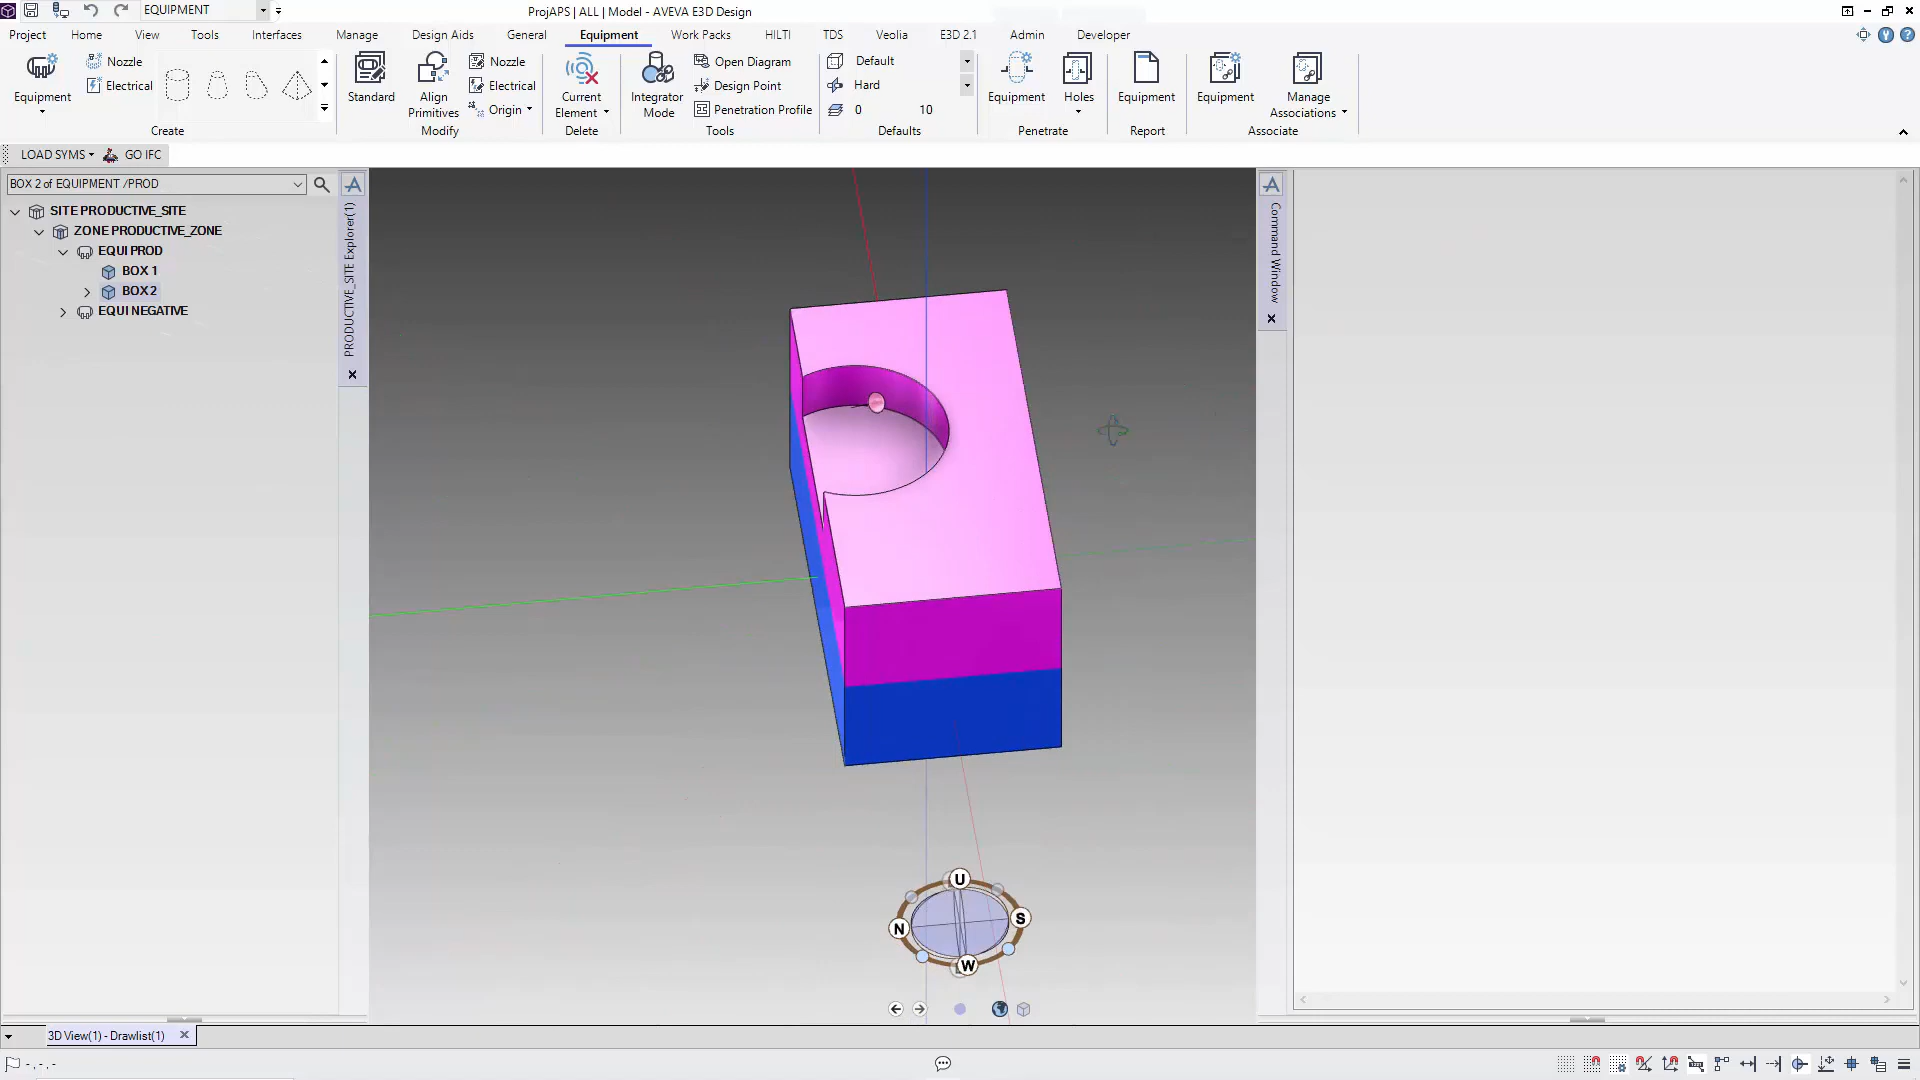 EQUIPMENT
ProjAPS | ALL | Model - AVEVA E3D Design
Project
Home
View
Tools
Interfaces
Manage
Design Aids
General
Equipment
Work Packs
HILTI
TDS
Veolia
E3D 2.1
Admin
Developer
Equipment
Nozzle
Electrical
Create
Standard
Align
Primitives
Nozzle
Electrical
Origin
Modify
Current
Element
Delete
Integrator
Mode
Open Diagram
Design Point
Penetration Profile
Tools
Default
Hard
0
10
Defaults
Equipment
Holes
Penetrate
Equipment
Report
Equipment
Manage
Associations
Associate
LOAD SYMS
GO IFC
BOX 2 of EQUIPMENT /PROD
SITE PRODUCTIVE_SITE
ZONE PRODUCTIVE_ZONE
EQUI PROD
BOX 1
BOX 2
EQUI NEGATIVE
PRODUCTIVE_SITE Explorer(1)
Command Window
U
N
S
W
3D View(1) - Drawlist(1)
- , - , -